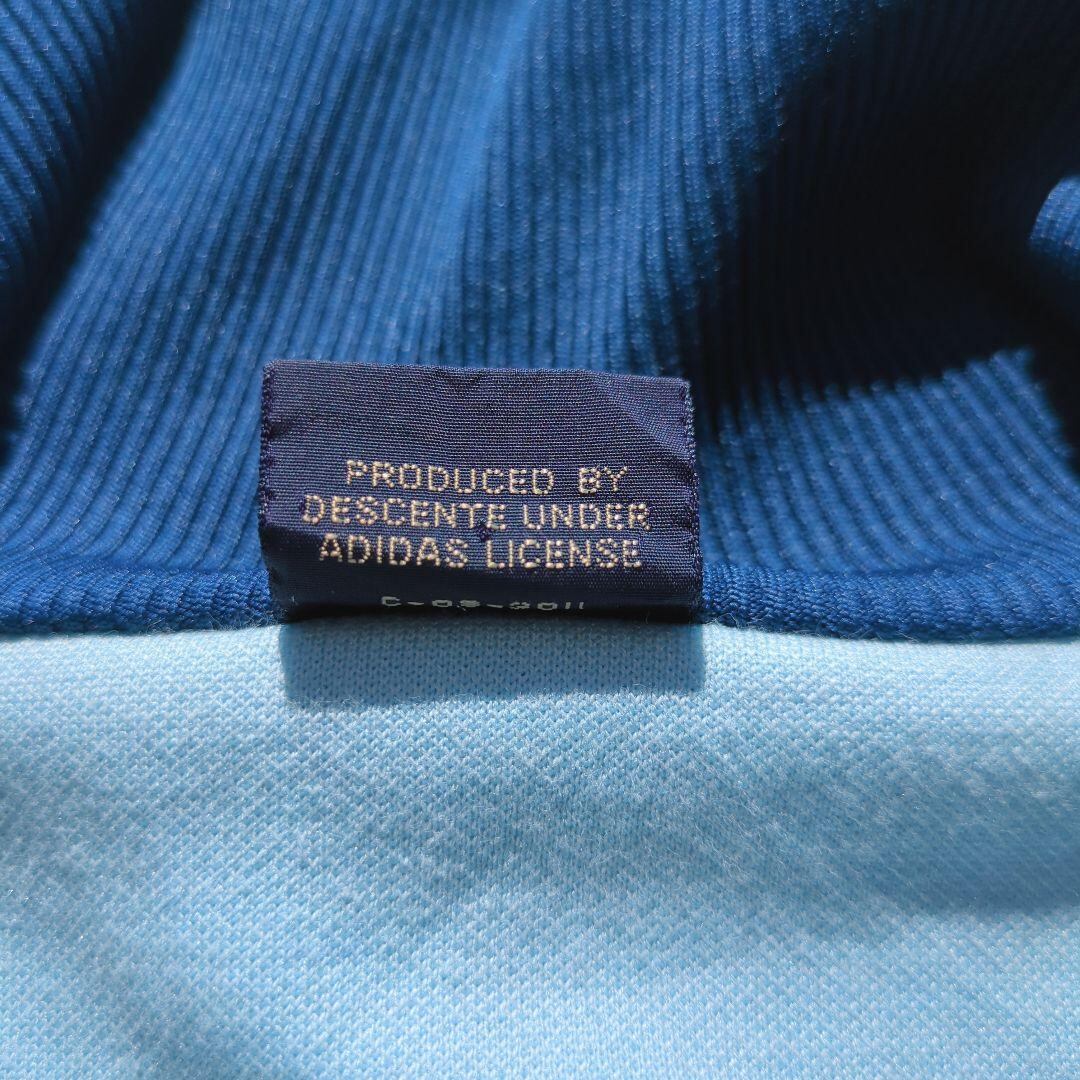 PRODUCED BY
DESCENTE UNDER
ADIDAS LICENSE